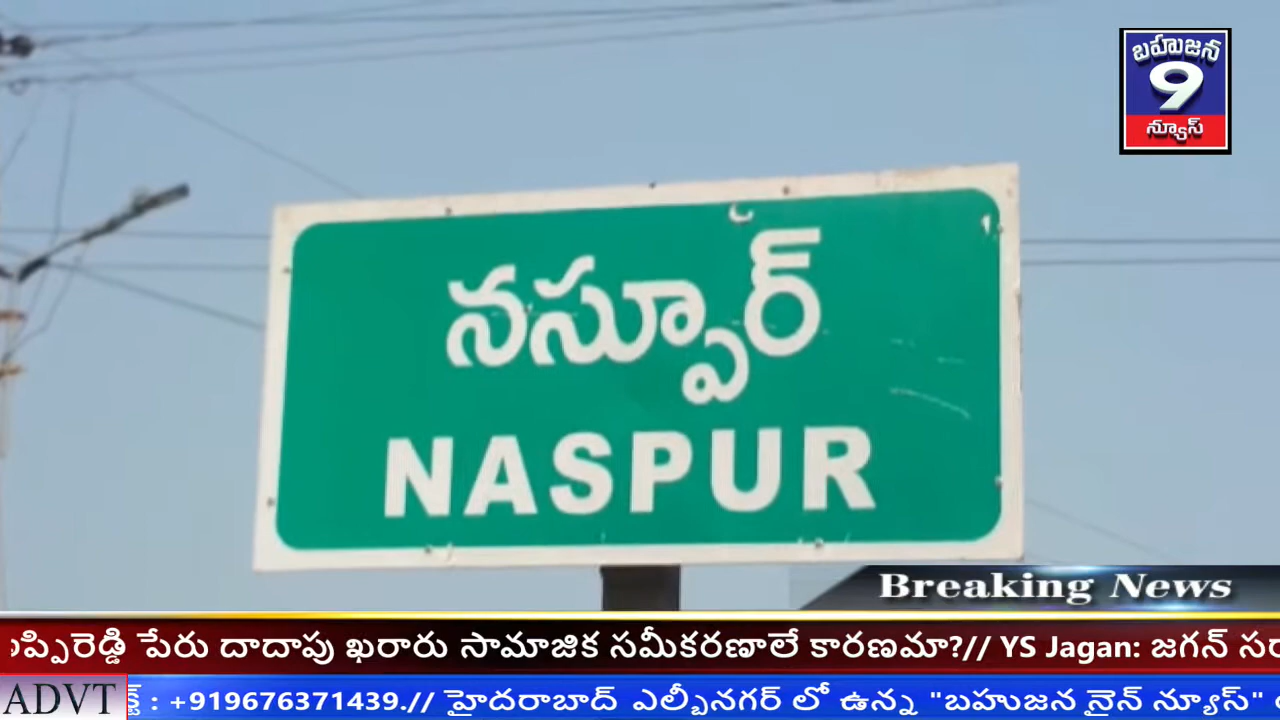 బహుజన
9
న్యూస్
నస్పూర్
NASPUR
Breaking News
ప్పిరెడ్డి పేరు దాదాపు ఖరారు సామాజిక సమీకరణాలే కారణమా?// YS Jagan: జగన్
ADVT
: +919676371439.// హైదరాబాద్ ఎల్బీనగర్ లో ఉన్న "బహుజన నైన్ న్యూస్"